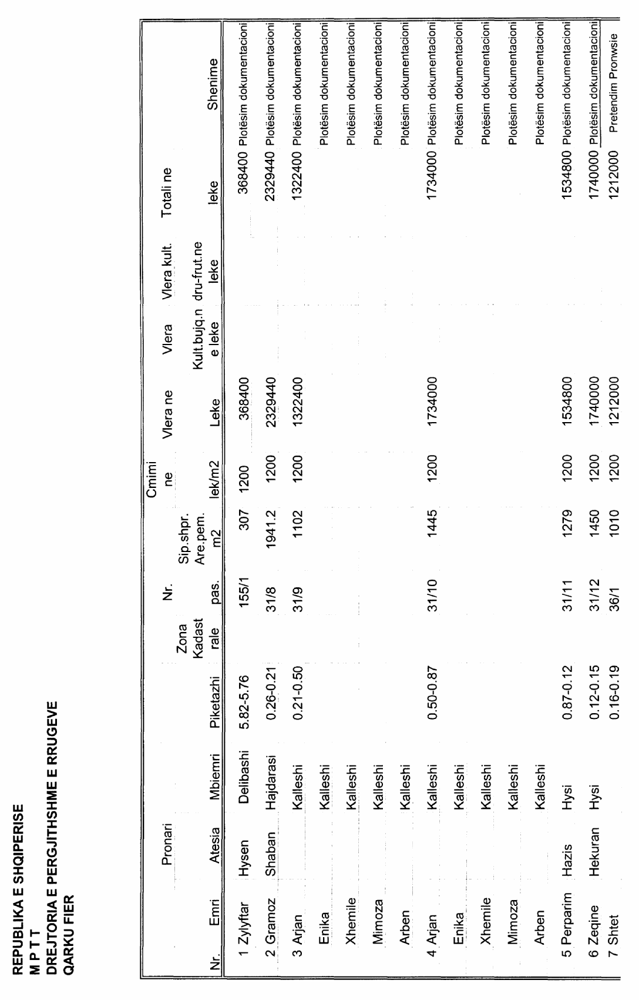 REPUBLIKA E SHQIPERISE
M P T T
DREJTORIA E PERGJITHSHME E RRUGEVE
QARKU FIER
Pronari Nr. Cmimi ne Vlera ne Vlera Vlera kult. Totali ne
Nr. Emri Atesia Mbiemri Piketazhi Zona Kadast rale pas. Sip.shpr. Are.pem. m2 lek/m2 Leke Kult.bujq.n e leke dru-frut.ne leke leke Shenime
1 Zylyftar Hysen Delibashi 5.82-5.76 155/1 307 1200 368400 368400 Plotësim dokumentacioni
2 Gramoz Shaban Hajdarasi 0.26-0.21 31/8 1941.2 1200 2329440 2329440 Plotësim dokumentacioni
3 Arjan Kalleshi 0.21-0.50 31/9 1102 1200 1322400 1322400 Plotësim dokumentacioni
Enika Kalleshi Plotësim dokumentacioni
Xhemile Kalleshi Plotësim dokumentacioni
Mimoza Kalleshi Plotësim dokumentacioni
Arben Kalleshi Plotësim dokumentacioni
4 Arjan Kalleshi 0.50-0.87 31/10 1445 1200 1734000 1734000 Plotësim dokumentacioni
Enika Kalleshi Plotësim dokumentacioni
Xhemile Kalleshi Plotësim dokumentacioni
Mimoza Kalleshi Plotësim dokumentacioni
Arben Kalleshi Plotësim dokumentacioni
5 Perparim Hazis Hysi 0.87-0.12 31/11 1279 1200 1534800 1534800 Plotësim dokumentacioni
6 Zeqine Hekuran Hysi 0.12-0.15 31/12 1450 1200 1740000 1740000 Plotësim dokumentacioni
7 Shtet 0.16-0.19 36/1 1010 1200 1212000 1212000 Pretendim Pronwsie